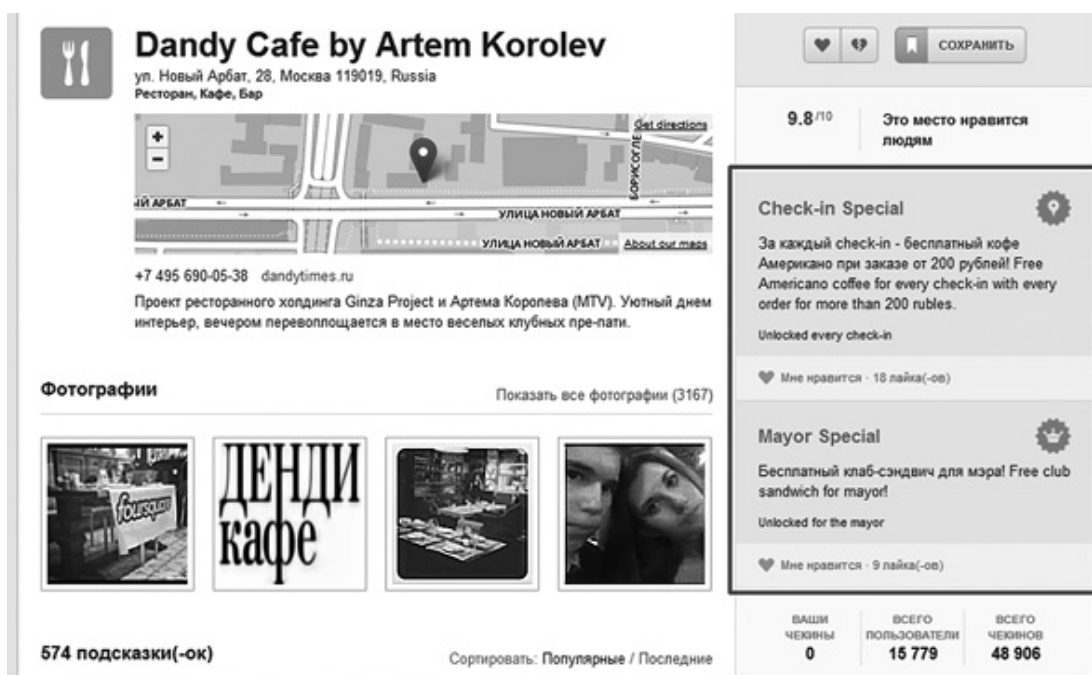 Dandy Cafe by Artem Korolev
ул. Новый Арбат, 28, Москва 119019, Russia
Ресторан, Кафе, Бар
+
−
Get directions
БОРИСОГЛЕ
ЫЙ АРБАТ
УЛИЦА НОВЫЙ АРБАТ
УЛИЦА НОВЫЙ АРБАТ
About our maps
+7 495 690-05-38 dandytimes.ru
Проект ресторанного холдинга Ginza Project и Артема Королева (MTV). Уютный днем
интерьер, вечером перевоплощается в место веселых клубных пре-пати.
Фотографии
Показать все фотографии (3167)
foursquare
ДЕНДИ
кафе
574 подсказки(-ок)
Сортировать: Популярные / Последние
СОХРАНИТЬ
9.8/10
Это место нравится
людям
Check-in Special
За каждый check-in - бесплатный кофе
Американо при заказе от 200 рублей! Free
Americano coffee for every check-in with every
order for more than 200 rubles.
Unlocked every check-in
Мне нравится · 18 лайка(-ов)
Mayor Special
Бесплатный клаб-сэндвич для мэра! Free club
sandwich for mayor!
Unlocked for the mayor
Мне нравится · 9 лайка(-ов)
ВАШИ
ЧЕКИНЫ
0
ВСЕГО
ПОЛЬЗОВАТЕЛИ
15 779
ВСЕГО
ЧЕКИНОВ
48 906